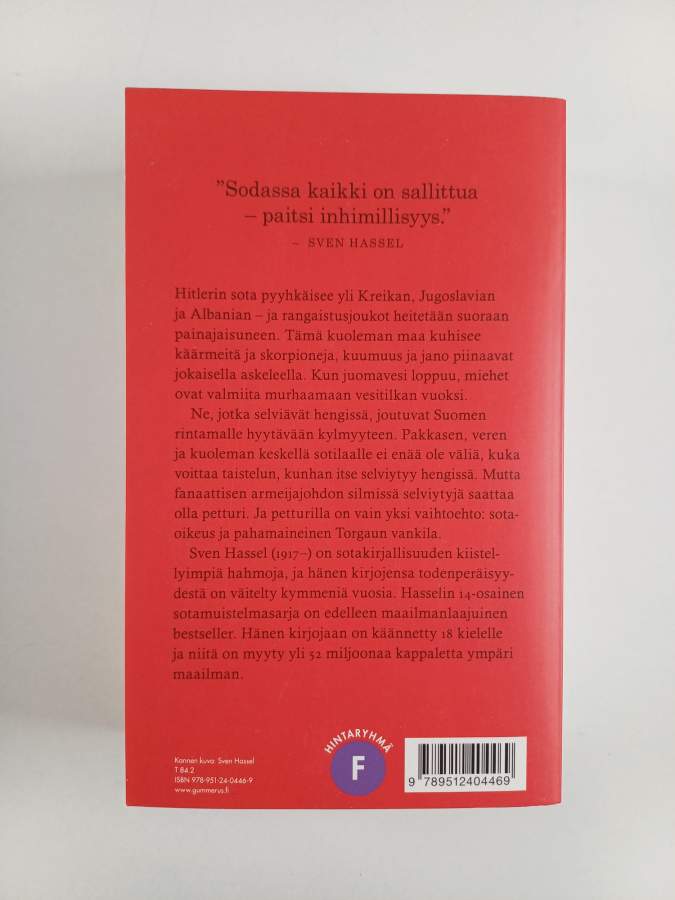 ”Sodassa kaikki on sallittua
– paitsi inhimillisyys.”
– SVEN HASSEL
Hitlerin sota pyyhkäisee yli Kreikan, Jugoslavian
ja Albanian – ja rangaistusjoukot heitetään suoraan
painajaisuneen. Tämä kuoleman maa kuhisee
käärmeitä ja skorpioneja, kuumuus ja jano piinaavat
jokaisella askeleella. Kun juomavesi loppuu, miehet
ovat valmiita murhaamaan vesitilkan vuoksi.
Ne, jotka selviävät hengissä, joutuvat Suomen
rintamalle hyytävään kylmyyteen. Pakkasen, veren
ja kuoleman keskellä sotilaalle ei enää ole väliä, kuka
voittaa taistelun, kunhan itse selviytyy hengissä. Mutta
fanaattisen armeijajohdon silmissä selviytyjä saattaa
olla petturi. Ja petturilla on vain yksi vaihtoehto: sota-
oikeus ja pahamaineinen Torgaun vankila.
Sven Hassel (1917–) on sotakirjallisuuden kiistel-
lyimpiä hahmoja, ja hänen kirjojensa todenperäisyy-
destä on väitelty kymmeniä vuosia. Hasselin 14-osainen
sotamuistelmasarja on edelleen maailmanlaajuinen
bestseller. Hänen kirjojaan on käännetty 18 kielelle
ja niitä on myyty yli 52 miljoonaa kappaletta ympäri
maailman.
Kannen kuva: Sven Hassel
T 84.2
ISBN 978-951-24-0446-9
www.gummerus.fi
HINTARYHMÄ
F
9 789512 404469